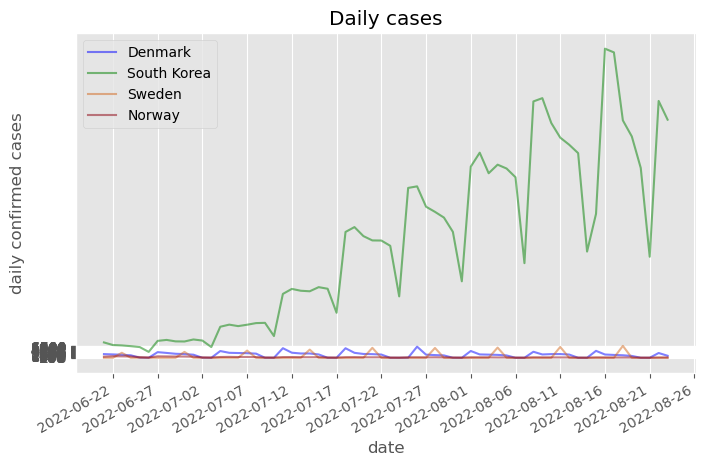 Daily cases
Denmark
South Korea
Sweden
Norway
daily confirmed cases
2022-06-22
2022-06-27
2022-07-02
2022-07-07
2022-07-12
2022-07-17
2022-07-22
2022-07-27
2022-08-01
2022-08-06
2022-08-11
2022-08-16
2022-08-21
2022-08-26
date